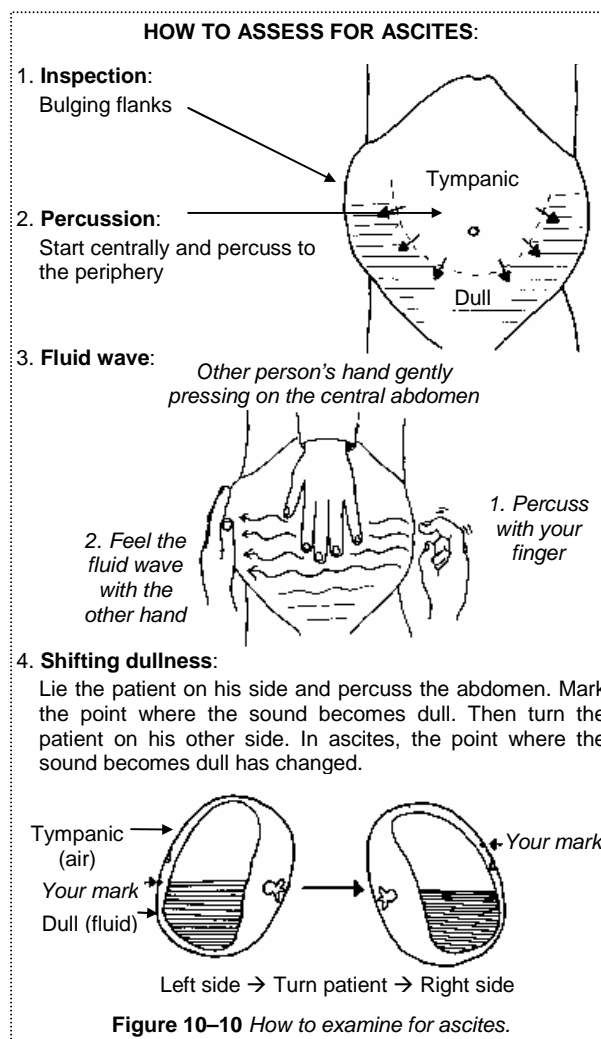 HOW TO ASSESS FOR ASCITES:
1. Inspection:
Bulging flanks
Tympanic
2. Percussion:
Start centrally and percuss to
the periphery
Dull
3. Fluid wave:
Other person's hand gently
pressing on the central abdomen
1. Percuss
with your
finger
2. Feel the
fluid wave
with the
other hand
4. Shifting dullness:
Lie the patient on his side and percuss the abdomen. Mark
the point where the sound becomes dull. Then turn the
patient on his other side. In ascites, the point where the
sound becomes dull has changed.
Tympanic
(air)
Your mark
Dull (fluid)
Your mark
Left side → Turn patient → Right side
Figure 10–10 How to examine for ascites.